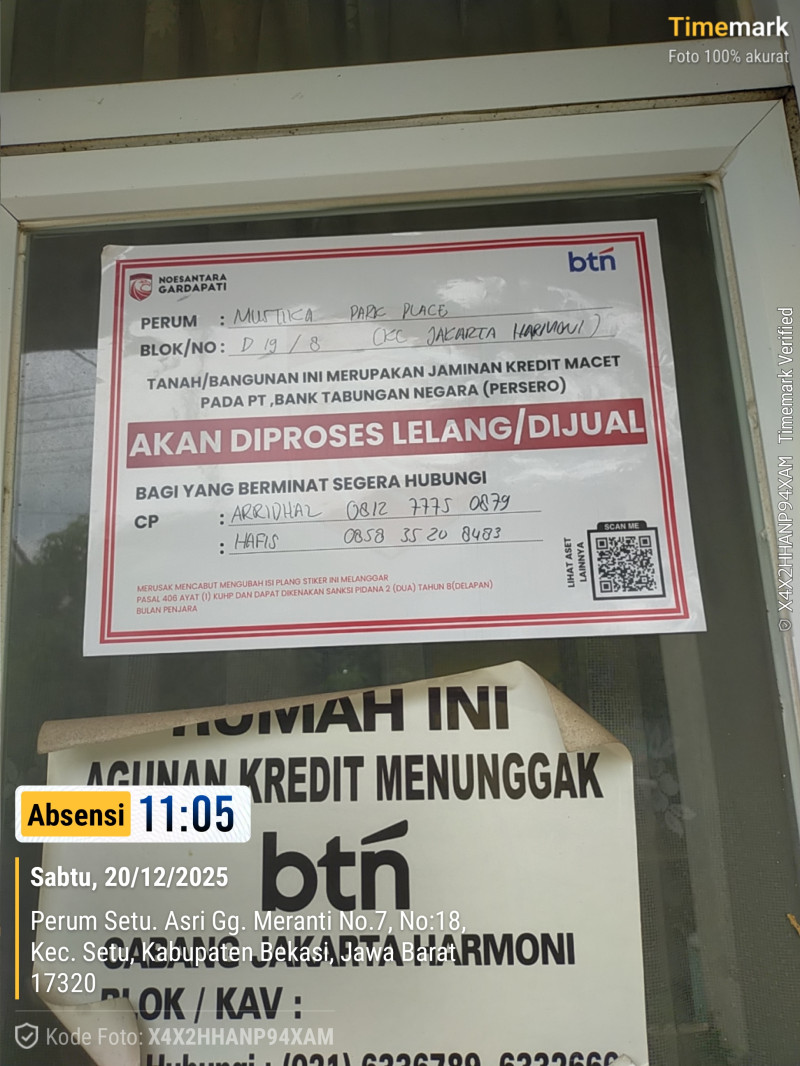 Timemark
Foto 100% akurat
NOESANTARA
GARDAPATI
btn
PERUM : MUSTIKA PARK PLACE
BLOK/NO : D 19 / 8 (KC JAKARTA HARMONI)
TANAH/BANGUNAN INI MERUPAKAN JAMINAN KREDIT MACET
PADA PT ,BANK TABUNGAN NEGARA (PERSERO)
AKAN DIPROSES LELANG/DIJUAL
BAGI YANG BERMINAT SEGERA HUBUNGI
CP : ARRIDHAL 0812 7775 0879
: HAFIS 0858 3520 8483
MERUSAK MENCABUT MENGUBAH ISI PLANG STIKER INI MELANGGAR
PASAL 406 AYAT (1) KUHP DAN DAPAT DIKENAKAN SANKSI PIDANA 2 (DUA) TAHUN 8(DELAPAN)
BULAN PENJARA
LIHAT ASET
LAINNYA
SCAN ME
RUMAH INI
AGUNAN KREDIT MENUNGGAK
btn
CABANG JAKARTA HARMONI
BLOK / KAV :
Hubungi : (021) 6336789, 6332666
Absensi 11:05
Sabtu, 20/12/2025
Perum Setu. Asri Gg. Meranti No.7, No:18,
Kec. Setu, Kabupaten Bekasi, Jawa Barat
17320
Kode Foto: X4X2HHANP94XAM
© X4X2HHANP94XAM Timemark Verified